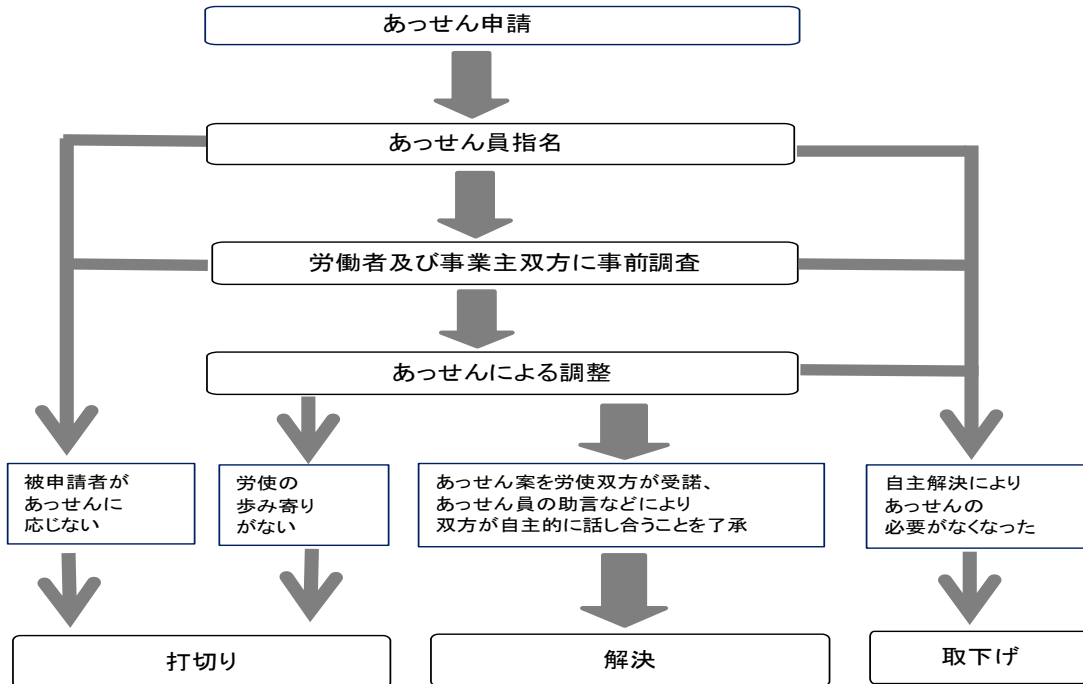 あっせん申請
あっせん員指名
労働者及び事業主双方に事前調査
あっせんによる調整
被申請者が
あっせんに
応じない
労使の
歩み寄り
がない
あっせん案を労使双方が受諾、
あっせん員の助言などにより
双方が自主的に話し合うことを了承
自主解決により
あっせんの
必要がなくなった
打切り
解決
取下げ